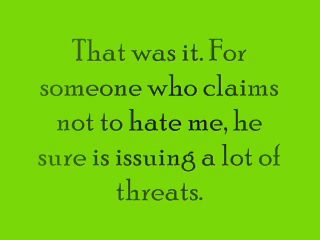 That was it. For
someone who claims
not to hate me, he
sure is issuing a lot of
threats.